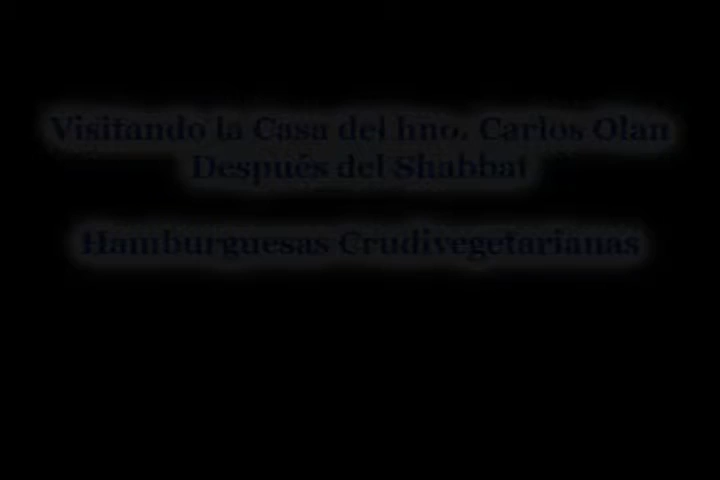 Visitando la Casa del hno. Carlos Olan
Después del Shabbat
Hamburguesas Crudivegetarianas